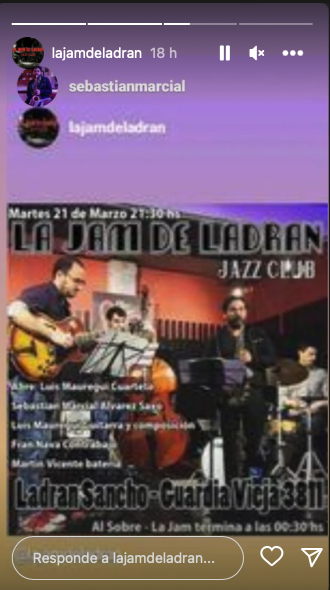 lajamdeladran 18 h
sebastianmarcial
lajamdeladran
Martes 21 de Marzo 21:30 hs
LA JAM DE LADRAN
JAZZ CLUB
Abre: Luis Mauregui Cuarteto
Sebastian Marcial Alvarez Saxo
Luis Mauregui Guitarra y composición
Fran Nava Contrabajo
Martin Vicente bateria
Ladran Sancho - Guardia Vieja 3811
Al Sobre - La Jam termina a las 00:30 hs
Responde a lajamdeladran...